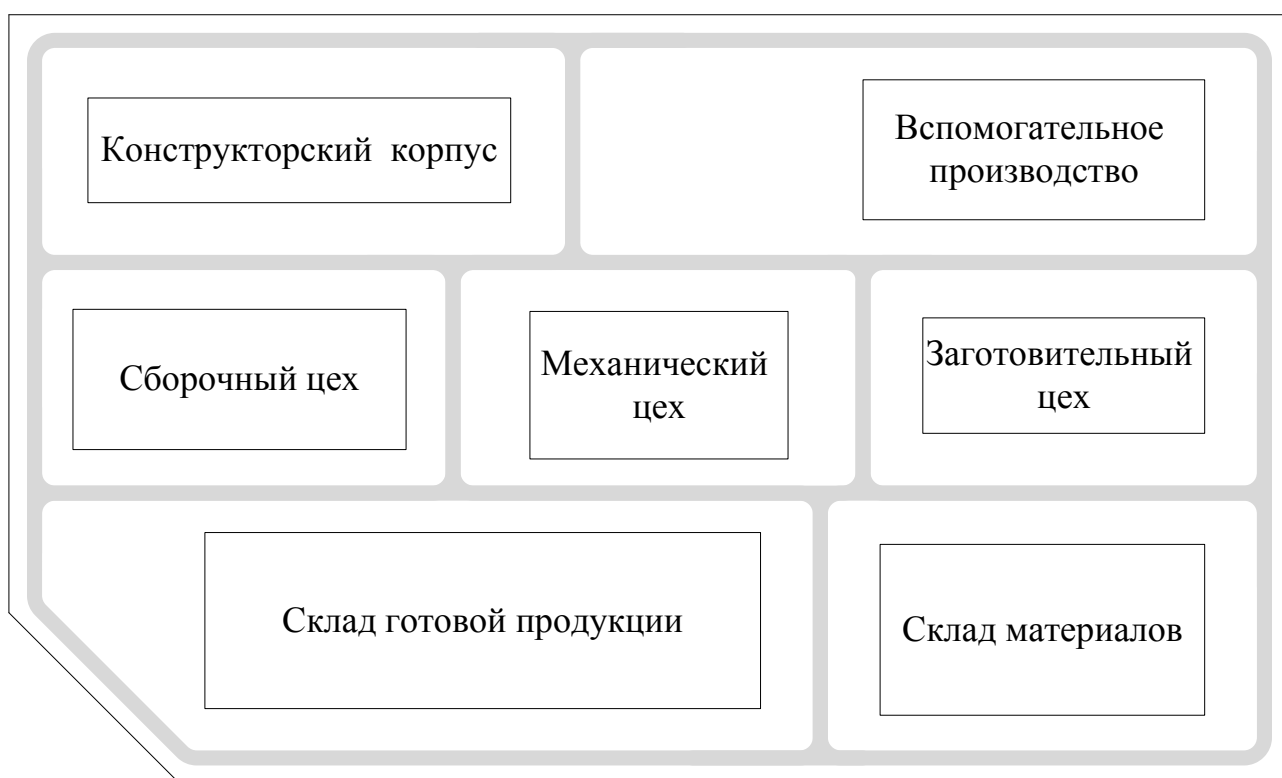 Конструкторский корпус
Вспомогательное
производство
Сборочный цех
Механический
цех
Заготовительный
цех
Склад готовой продукции
Склад материалов